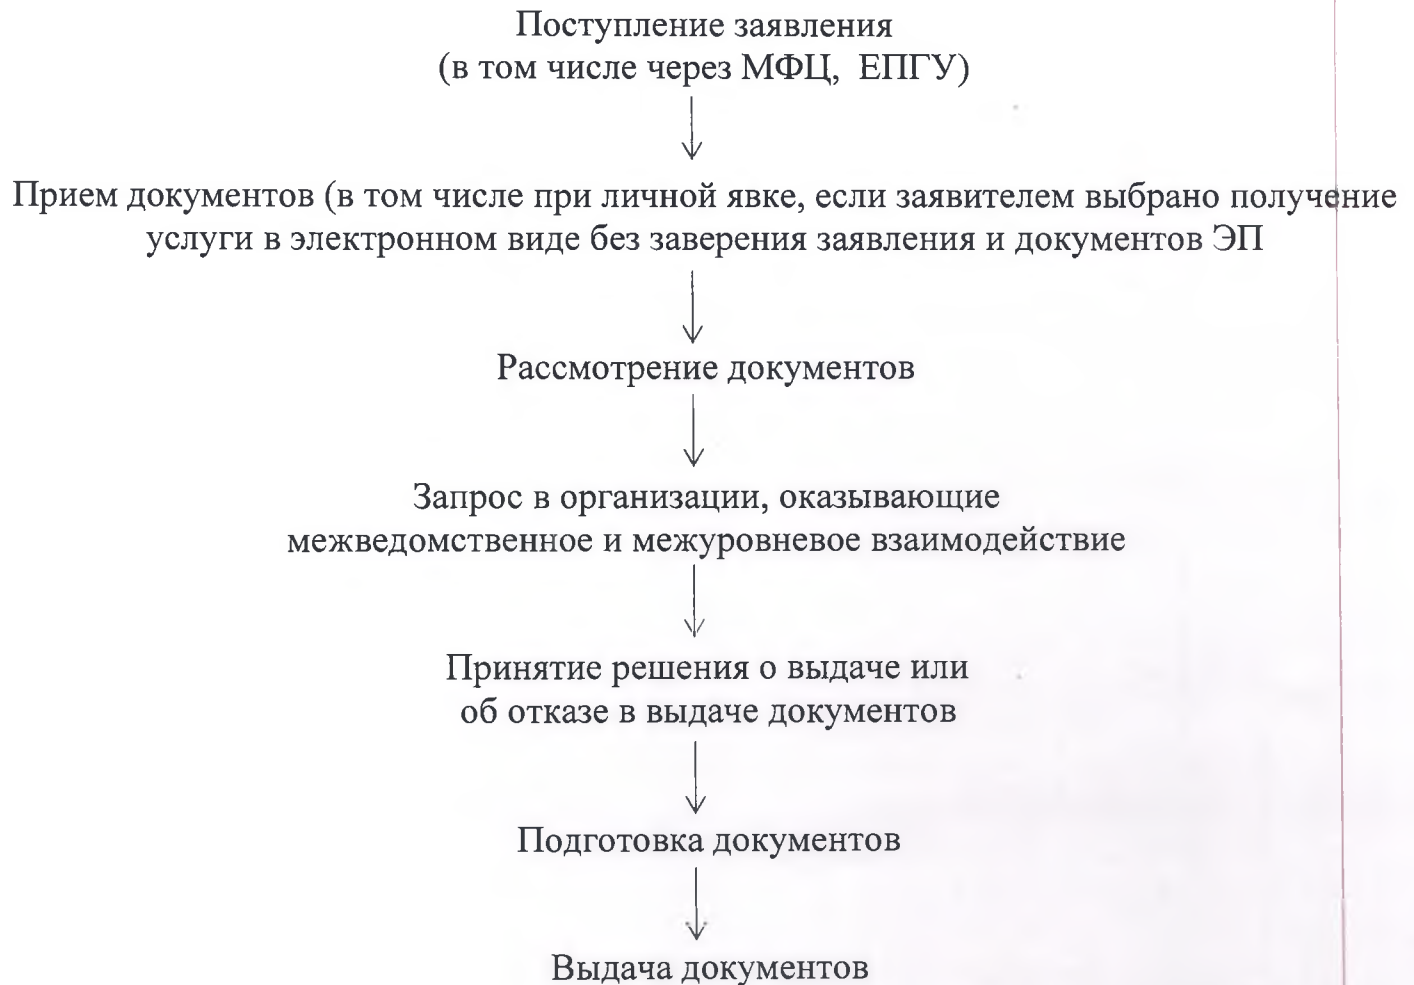 Поступление заявления
(в том числе через МФЦ, ЕПГУ)
Прием документов (в том числе при личной явке, если заявителем выбрано получение
услуги в электронном виде без заверения заявления и документов ЭП
Рассмотрение документов
Запрос в организации, оказывающие
межведомственное и межуровневое взаимодействие
Принятие решения о выдаче или
об отказе в выдаче документов
Подготовка документов
Выдача документов